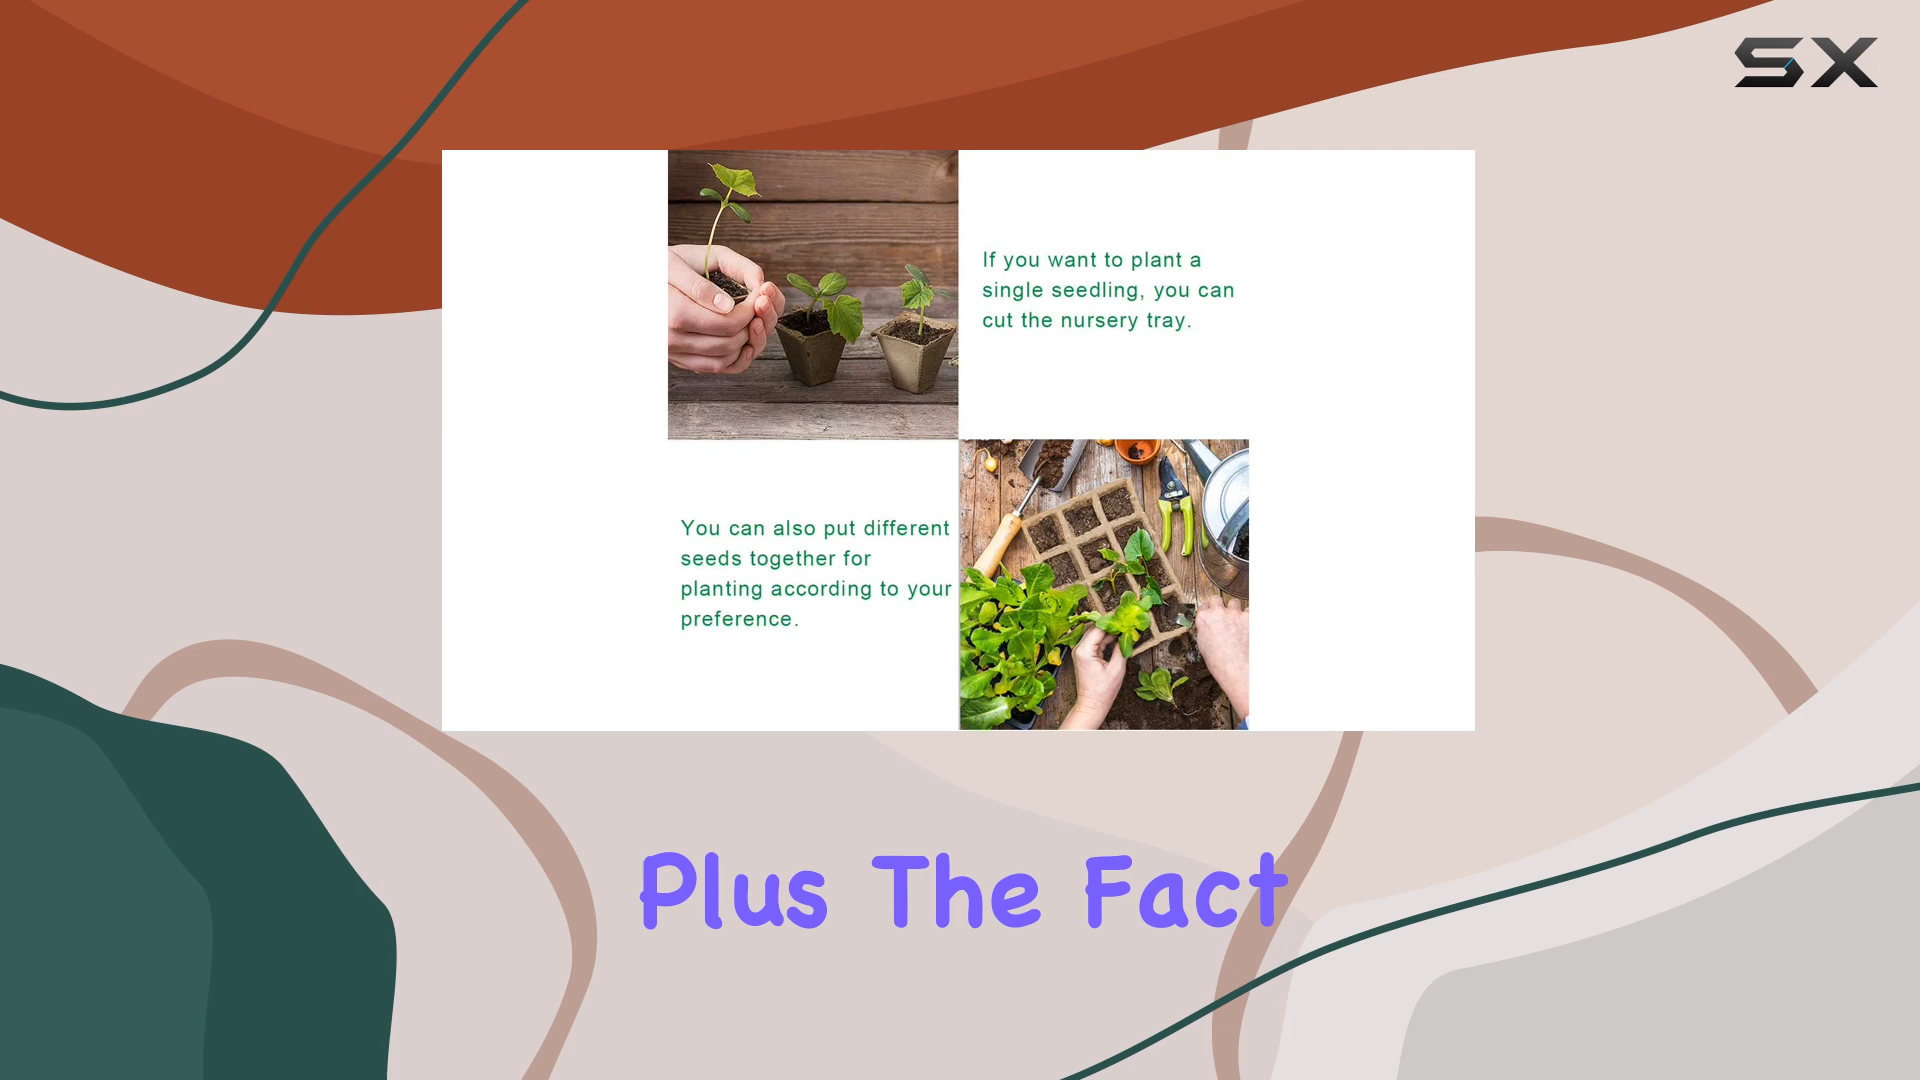 SX
If you want to plant a
single seedling, you can
cut the nursery tray.
You can also put different
seeds together for
planting according to your
preference.
Plus The Fact